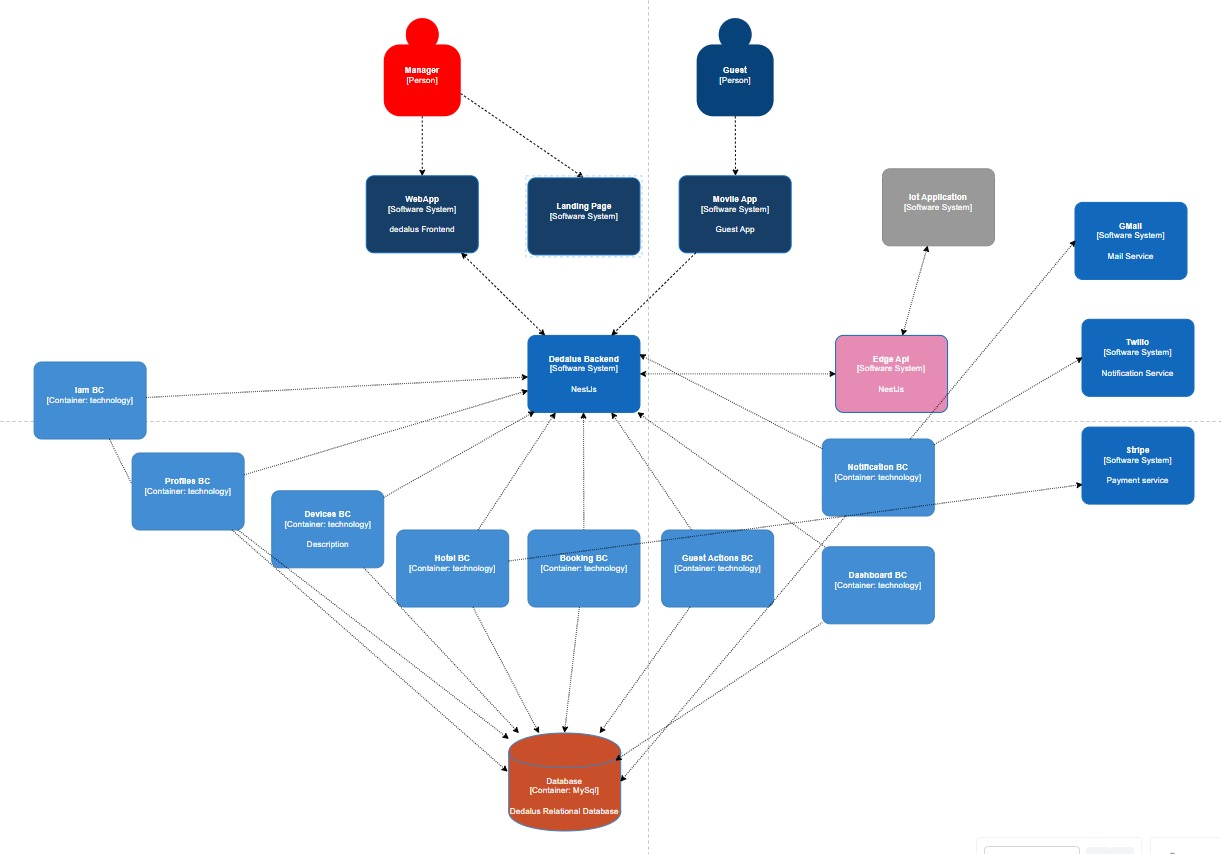 Manager
[Person]
Guest
[Person]
WebApp
[Software System]
dedalus Frontend
Landing Page
[Software System]
Movile App
[Software System]
Guest App
Iot Application
[Software System]
GMail
[Software System]
Mail Service
Dedalus Backend
[Software System]
NestJs
Edge Api
[Software System]
NestJs
Twilio
[Software System]
Notification Service
Iam BC
[Container: technology]
Profiles BC
[Container: technology]
Devices BC
[Container: technology]
Description
Hotel BC
[Container: technology]
Booking BC
[Container: technology]
Guest Actions BC
[Container: technology]
Notification BC
[Container: technology]
Stripe
[Software System]
Payment service
Dashboard BC
[Container: technology]
Database
[Container: MySql]
Dedalus Relational Database